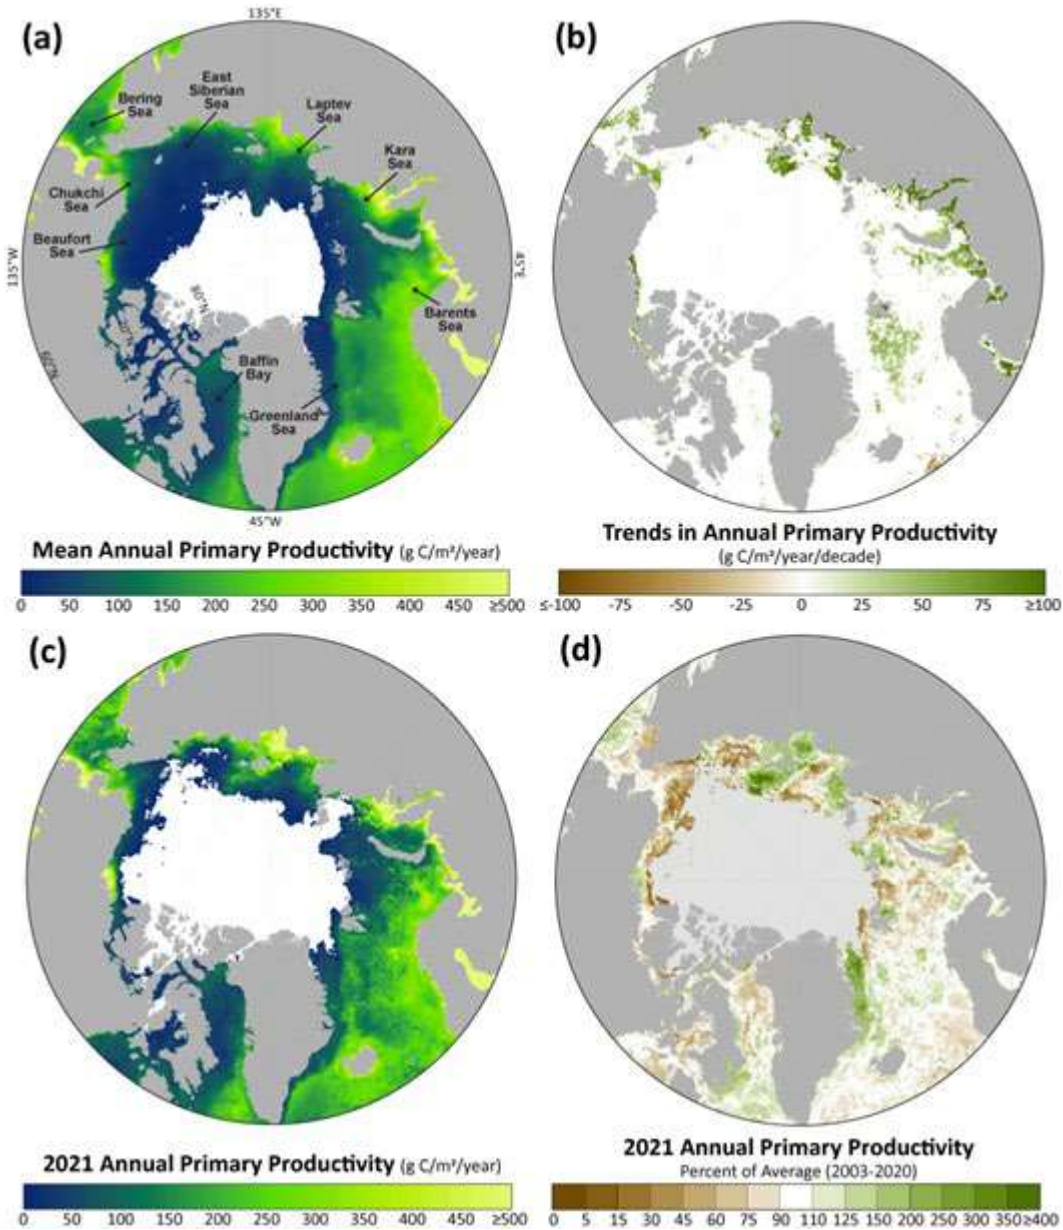 (a)
135°E
Bering
Sea
East
Siberian
Sea
Laptev
Sea
Kara
Sea
Chukchi
Sea
Beaufort
Sea
135°W
45°E
Barents
Sea
80°N
70°N
60°N
Baffin
Bay
Greenland
Sea
45°W
Mean Annual Primary Productivity (g C/m²/year)
0 50 100 150 200 250 300 350 400 450 ≥500
(b)
Trends in Annual Primary Productivity
(g C/m²/year/decade)
≤-100 -75 -50 -25 0 25 50 75 ≥100
(c)
2021 Annual Primary Productivity (g C/m²/year)
0 50 100 150 200 250 300 350 400 450 ≥500
(d)
2021 Annual Primary Productivity
Percent of Average (2003-2020)
0 5 15 30 45 60 75 90 110 125 150 200 250 300 350 ≥400